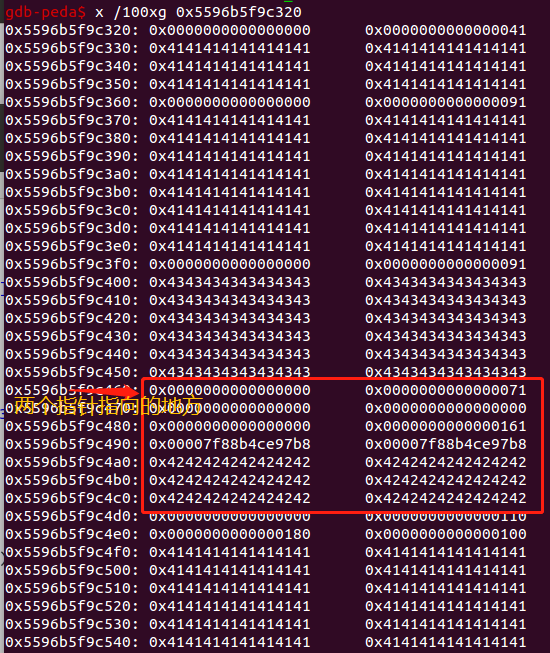 gdb-peda$ x /100xg 0x5596b5f9c320
0x5596b5f9c320: 0x0000000000000000 0x0000000000000041
0x5596b5f9c330: 0x4141414141414141 0x4141414141414141
0x5596b5f9c340: 0x4141414141414141 0x4141414141414141
0x5596b5f9c350: 0x4141414141414141 0x4141414141414141
0x5596b5f9c360: 0x0000000000000000 0x0000000000000091
0x5596b5f9c370: 0x4141414141414141 0x4141414141414141
0x5596b5f9c380: 0x4141414141414141 0x4141414141414141
0x5596b5f9c390: 0x4141414141414141 0x4141414141414141
0x5596b5f9c3a0: 0x4141414141414141 0x4141414141414141
0x5596b5f9c3b0: 0x4141414141414141 0x4141414141414141
0x5596b5f9c3c0: 0x4141414141414141 0x4141414141414141
0x5596b5f9c3d0: 0x4141414141414141 0x4141414141414141
0x5596b5f9c3e0: 0x4141414141414141 0x4141414141414141
0x5596b5f9c3f0: 0x0000000000000000 0x0000000000000091
0x5596b5f9c400: 0x4343434343434343 0x4343434343434343
0x5596b5f9c410: 0x4343434343434343 0x4343434343434343
0x5596b5f9c420: 0x4343434343434343 0x4343434343434343
0x5596b5f9c430: 0x4343434343434343 0x4343434343434343
0x5596b5f9c440: 0x4343434343434343 0x4343434343434343
0x5596b5f9c450: 0x4343434343434343 0x4343434343434343
0x5596b5f9c460: 0x0000000000000000 0x0000000000000071
两个指针指向的地方
0x5596b5f9c470: 0x0000000000000000 0x0000000000000000
0x5596b5f9c480: 0x0000000000000000 0x0000000000000161
0x5596b5f9c490: 0x00007f88b4ce97b8 0x00007f88b4ce97b8
0x5596b5f9c4a0: 0x4242424242424242 0x4242424242424242
0x5596b5f9c4b0: 0x4242424242424242 0x4242424242424242
0x5596b5f9c4c0: 0x4242424242424242 0x4242424242424242
0x5596b5f9c4d0: 0x0000000000000000 0x0000000000000110
0x5596b5f9c4e0: 0x0000000000000180 0x0000000000000100
0x5596b5f9c4f0: 0x4141414141414141 0x4141414141414141
0x5596b5f9c500: 0x4141414141414141 0x4141414141414141
0x5596b5f9c510: 0x4141414141414141 0x4141414141414141
0x5596b5f9c520: 0x4141414141414141 0x4141414141414141
0x5596b5f9c530: 0x4141414141414141 0x4141414141414141
0x5596b5f9c540: 0x4141414141414141 0x4141414141414141